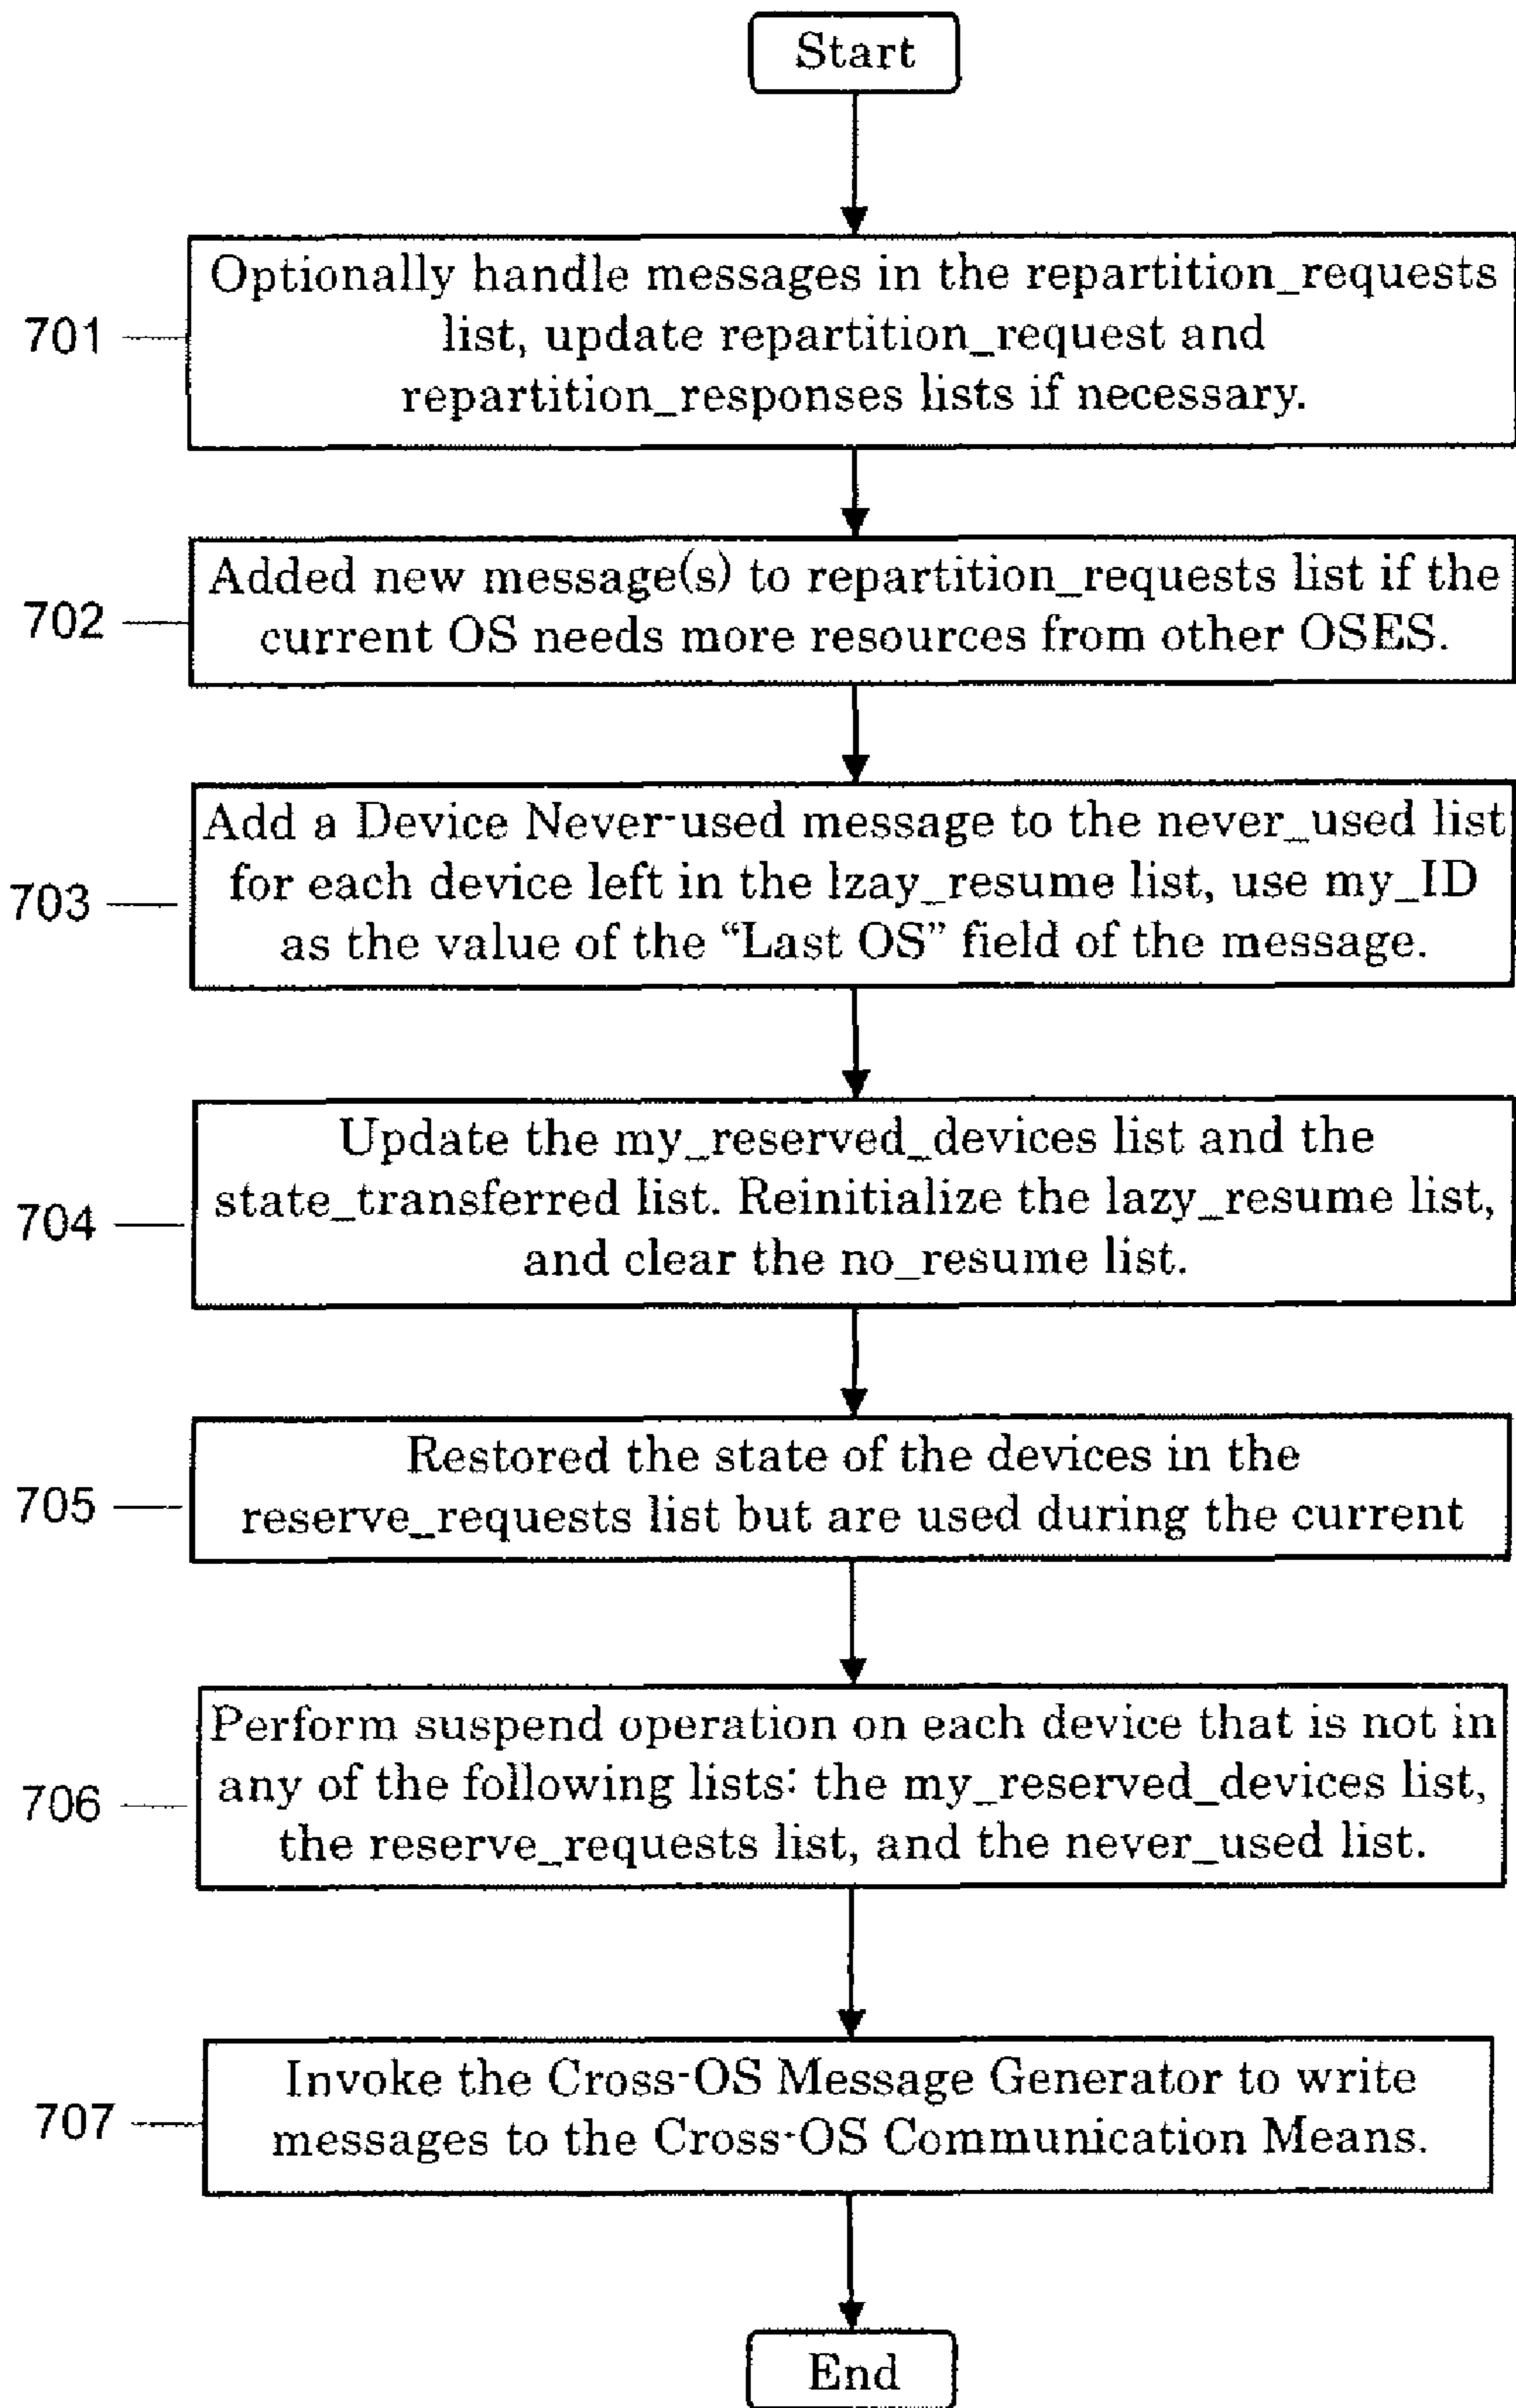 Start
701
Optionally handle messages in the repartition_requests
list, update repartition_request and
repartition_responses lists if necessary.
702
Added new message(s) to repartition_requests list if the
current OS needs more resources from other OSES.
703
Add a Device Never-used message to the never_used list
for each device left in the lzay_resume list, use my_ID
as the value of the “Last OS” field of the message.
704
Update the my_reserved_devices list and the
state_transferred list. Reinitialize the lazy_resume list,
and clear the no_resume list.
705
Restored the state of the devices in the
reserve_requests list but are used during the current
706
Perform suspend operation on each device that is not in
any of the following lists: the my_reserved_devices list,
the reserve_requests list, and the never_used list.
707
Invoke the Cross-OS Message Generator to write
messages to the Cross-OS Communication Means.
End